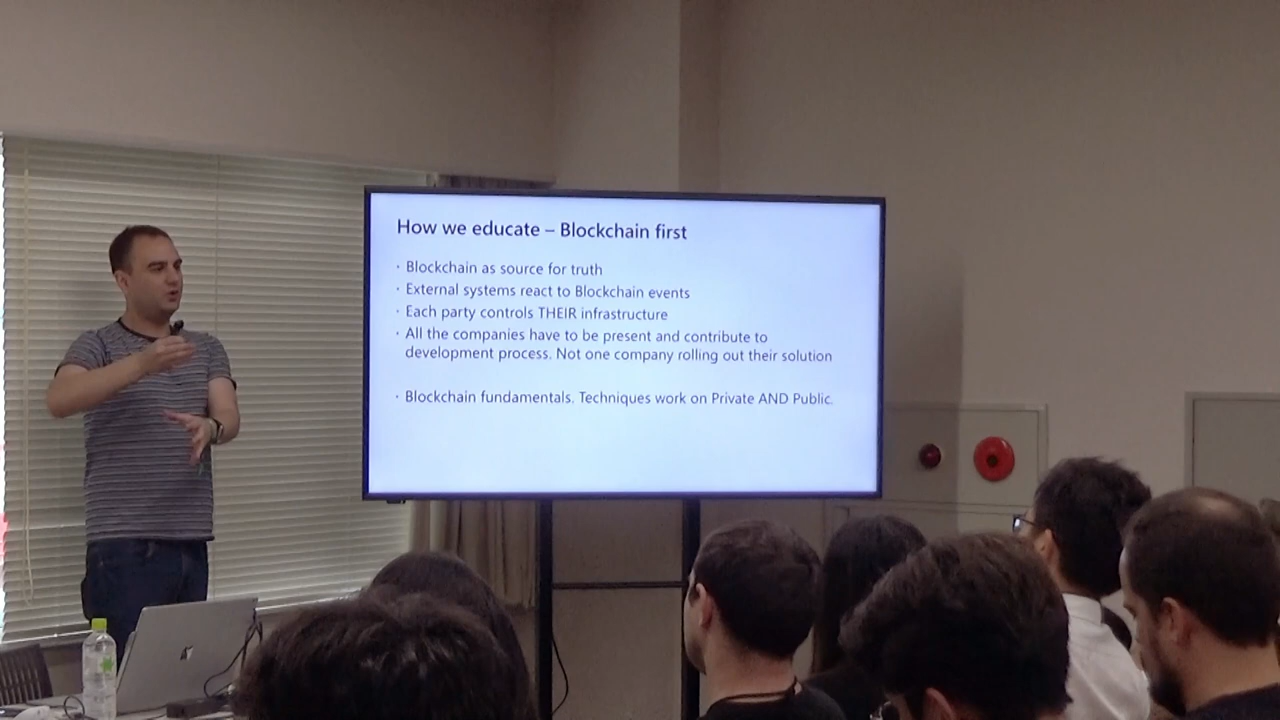 How we educate – Blockchain first
· Blockchain as source for truth
· External systems react to Blockchain events
· Each party controls THEIR infrastructure
· All the companies have to be present and contribute to
development process. Not one company rolling out their solution
· Blockchain fundamentals. Techniques work on Private AND Public.